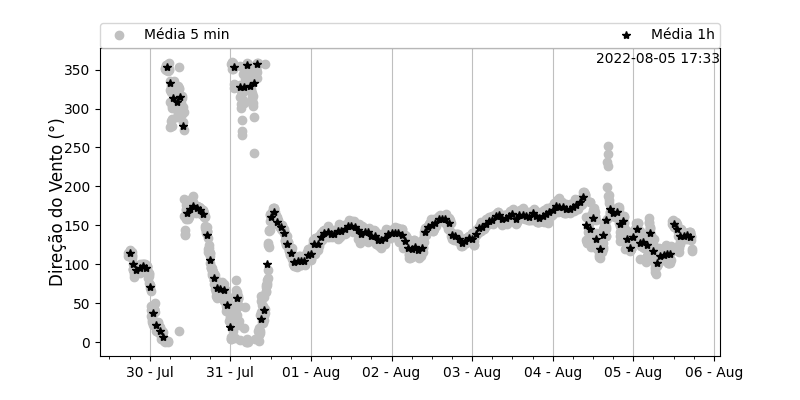 Média 5 min
Média 1h
2022-08-05 17:33
Direção do Vento (°)
350
300
250
200
150
100
50
0
30 - Jul
31 - Jul
01 - Aug
02 - Aug
03 - Aug
04 - Aug
05 - Aug
06 - Aug